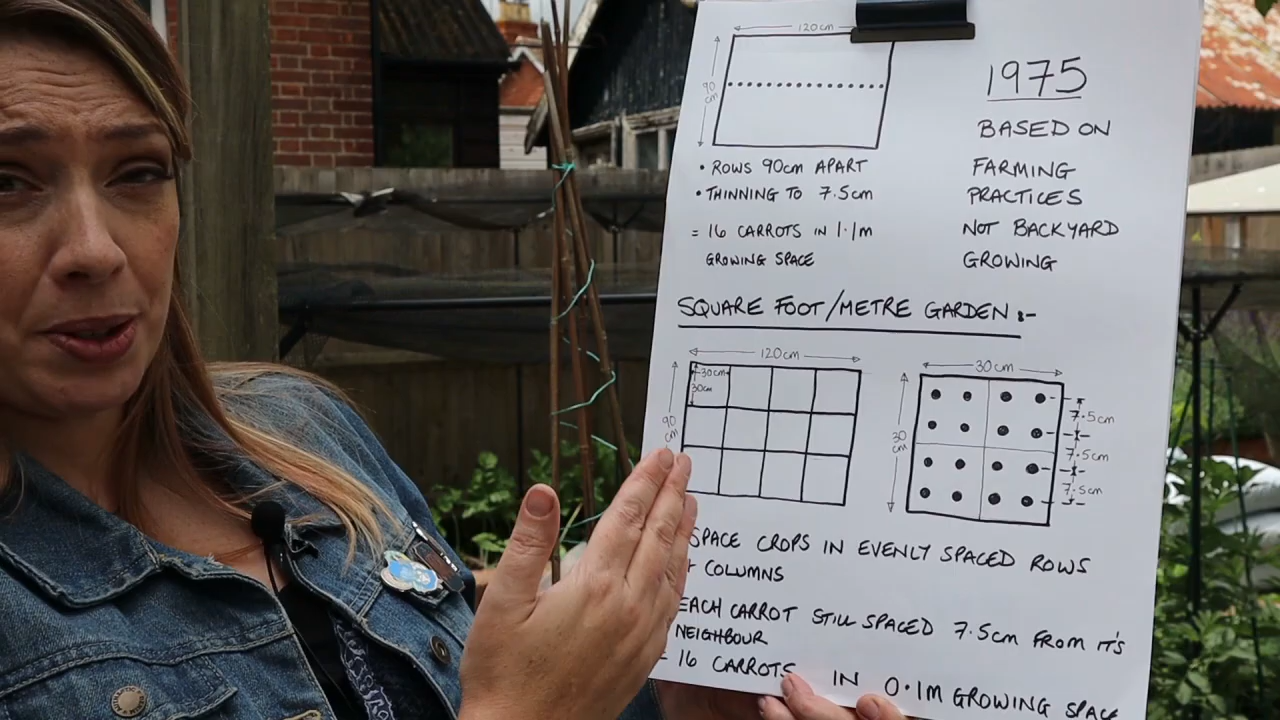 120cm
90
cm
• ROWS 90cm APART
• THINNING TO 7.5cm
= 16 CARROTS IN 1.1m
GROWING SPACE
1975
BASED ON
FARMING
PRACTICES
NOT BACKYARD
GROWING
SQUARE FOOT/METRE GARDEN :-
120cm
30cm
30cm
90
cm
30cm
30
cm
7.5cm
7.5cm
7.5cm
SPACE CROPS IN EVENLY SPACED ROWS
COLUMNS
EACH CARROT STILL SPACED 7.5cm FROM IT'S
NEIGHBOUR
= 16 CARROTS IN 0.1M GROWING SPACE